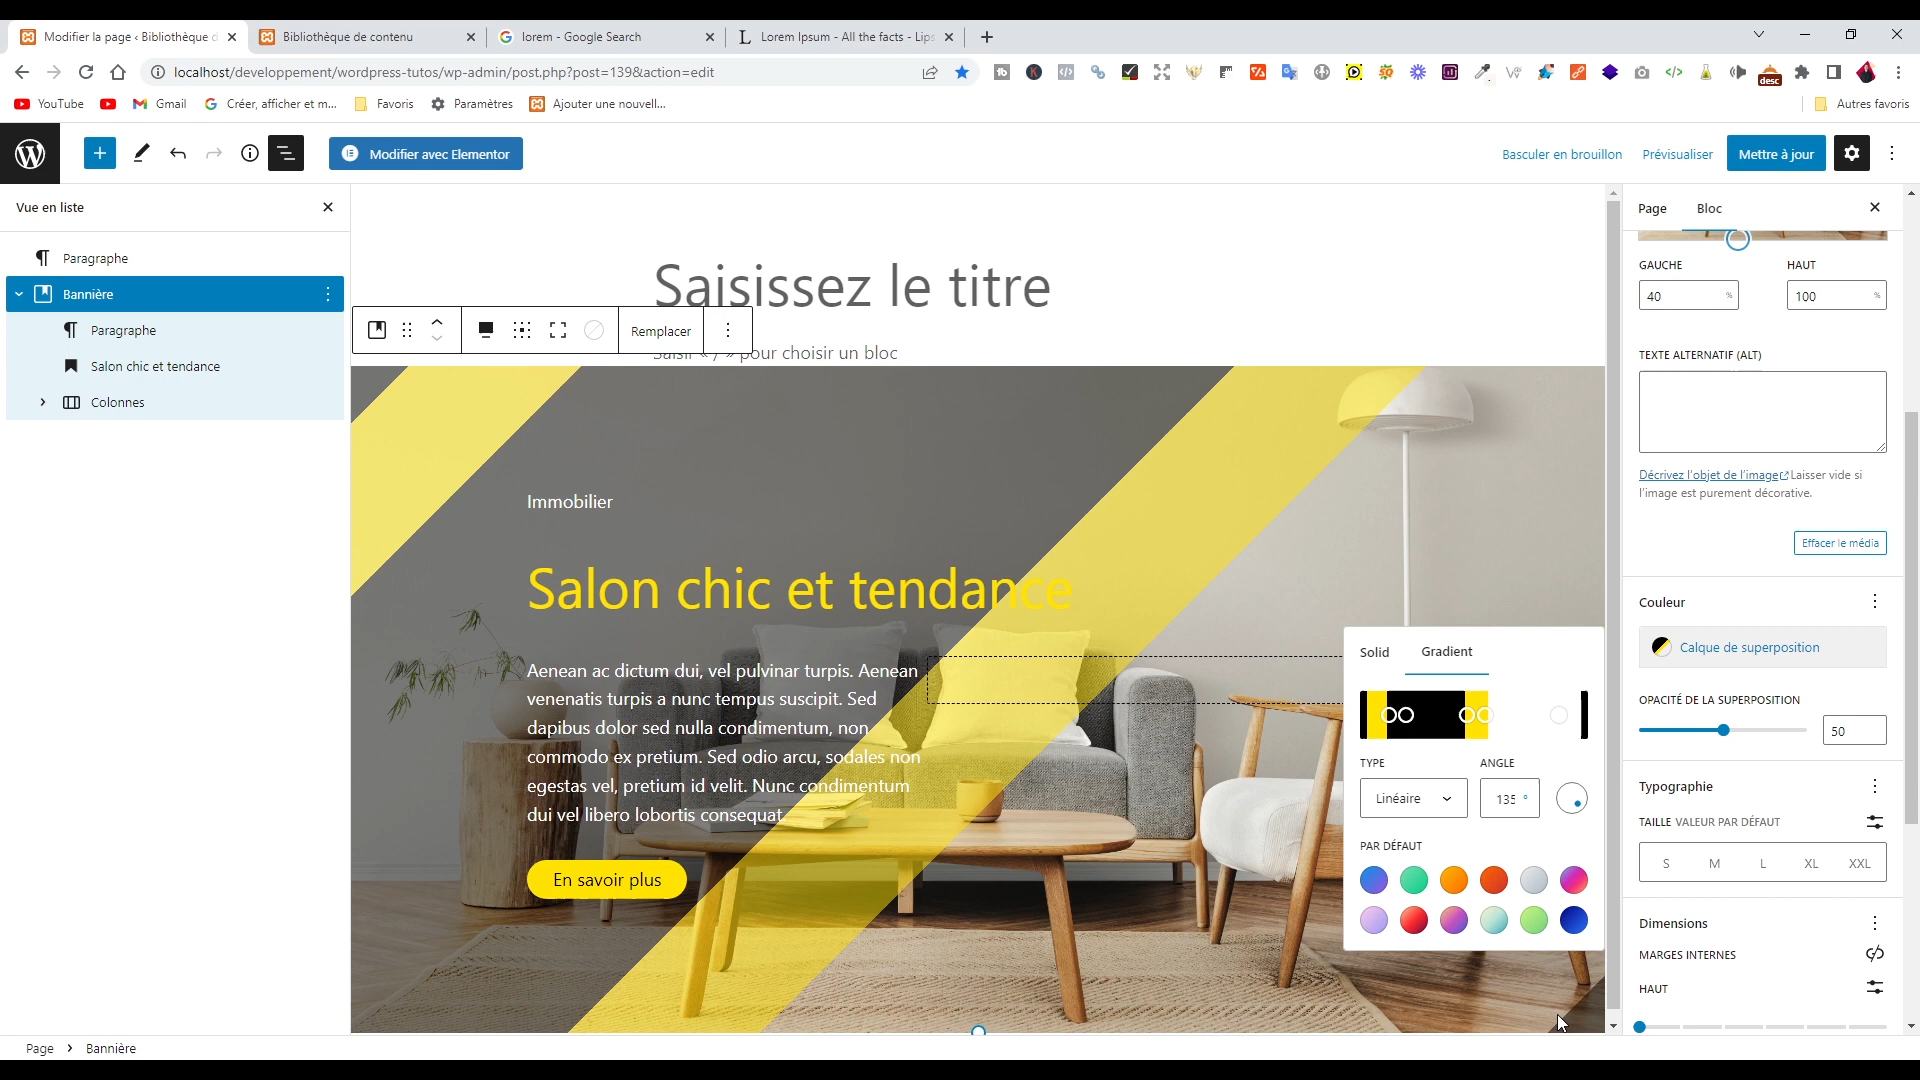 Modifier la page ‹ Bibliothèque d
Bibliothèque de contenu
lorem - Google Search
Lorem Ipsum - All the facts - Lips
localhost/developpement/wordpress-tutos/wp-admin/post.php?post=139&action=edit
desc
YouTube
Gmail
Créer, afficher et m...
Favoris
Paramètres
Ajouter une nouvell...
Autres favoris
Modifier avec Elementor
Basculer en brouillon
Prévisualiser
Mettre à jour
Vue en liste
Paragraphe
Bannière
Paragraphe
Salon chic et tendance
Colonnes
Saisissez le titre
Remplacer
Saisir « / » pour choisir un bloc
Immobilier
Salon chic et tendance
Aenean ac dictum dui, vel pulvinar turpis. Aenean
venenatis turpis a nunc tempus suscipit. Sed
dapibus dolor sed nulla condimentum, non
commodo ex pretium. Sed odio arcu, sodales non
egestas vel, pretium id velit. Nunc condimentum
dui vel libero lobortis consequat.
En savoir plus
Solid
Gradient
TYPE
ANGLE
Linéaire
135 °
PAR DÉFAUT
Page
Bloc
GAUCHE
HAUT
40 %
100 %
TEXTE ALTERNATIF (ALT)
Décrivez l'objet de l'image Laisser vide si
l'image est purement décorative.
Effacer le média
Couleur
Calque de superposition
OPACITÉ DE LA SUPERPOSITION
50
Typographie
TAILLE VALEUR PAR DÉFAUT
S M L XL XXL
Dimensions
MARGES INTERNES
HAUT
Page › Bannière